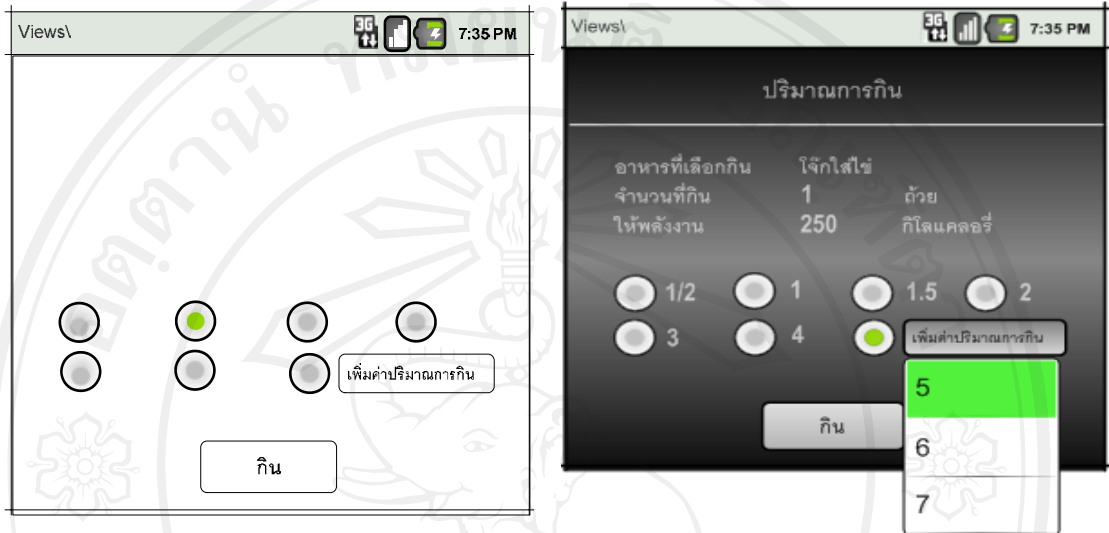 Views\
3G
7:35 PM
เพิ่มค่าปริมาณการกิน
กิน
Views\
3G
7:35 PM
ปริมาณการกิน
อาหารที่เลือกกิน โจ๊กใส่ไข่
จำนวนที่กิน 1 ถ้วย
ให้พลังงาน 250 กิโลแคลอรี่
1/2 1 1.5 2
3 4 เพิ่มค่าปริมาณการกิน
5
กิน
6
7